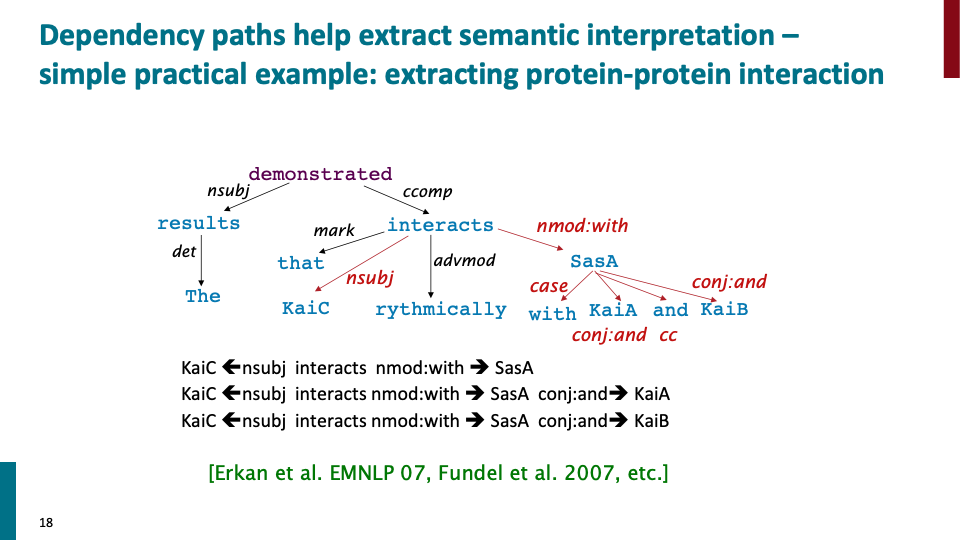 Dependency paths help extract semantic interpretation –
simple practical example: extracting protein-protein interaction
demonstrated
nsubj ccomp
results interacts nmod:with
det mark
that nsubj advmod SasA
The KaiC rythmically case conj:and
with KaiA and KaiB
conj:and cc
KaiC 🡸nsubj interacts nmod:with ➔ SasA
KaiC 🡸nsubj interacts nmod:with ➔ SasA conj:and➔ KaiA
KaiC 🡸nsubj interacts nmod:with ➔ SasA conj:and➔ KaiB
[Erkan et al. EMNLP 07, Fundel et al. 2007, etc.]
18